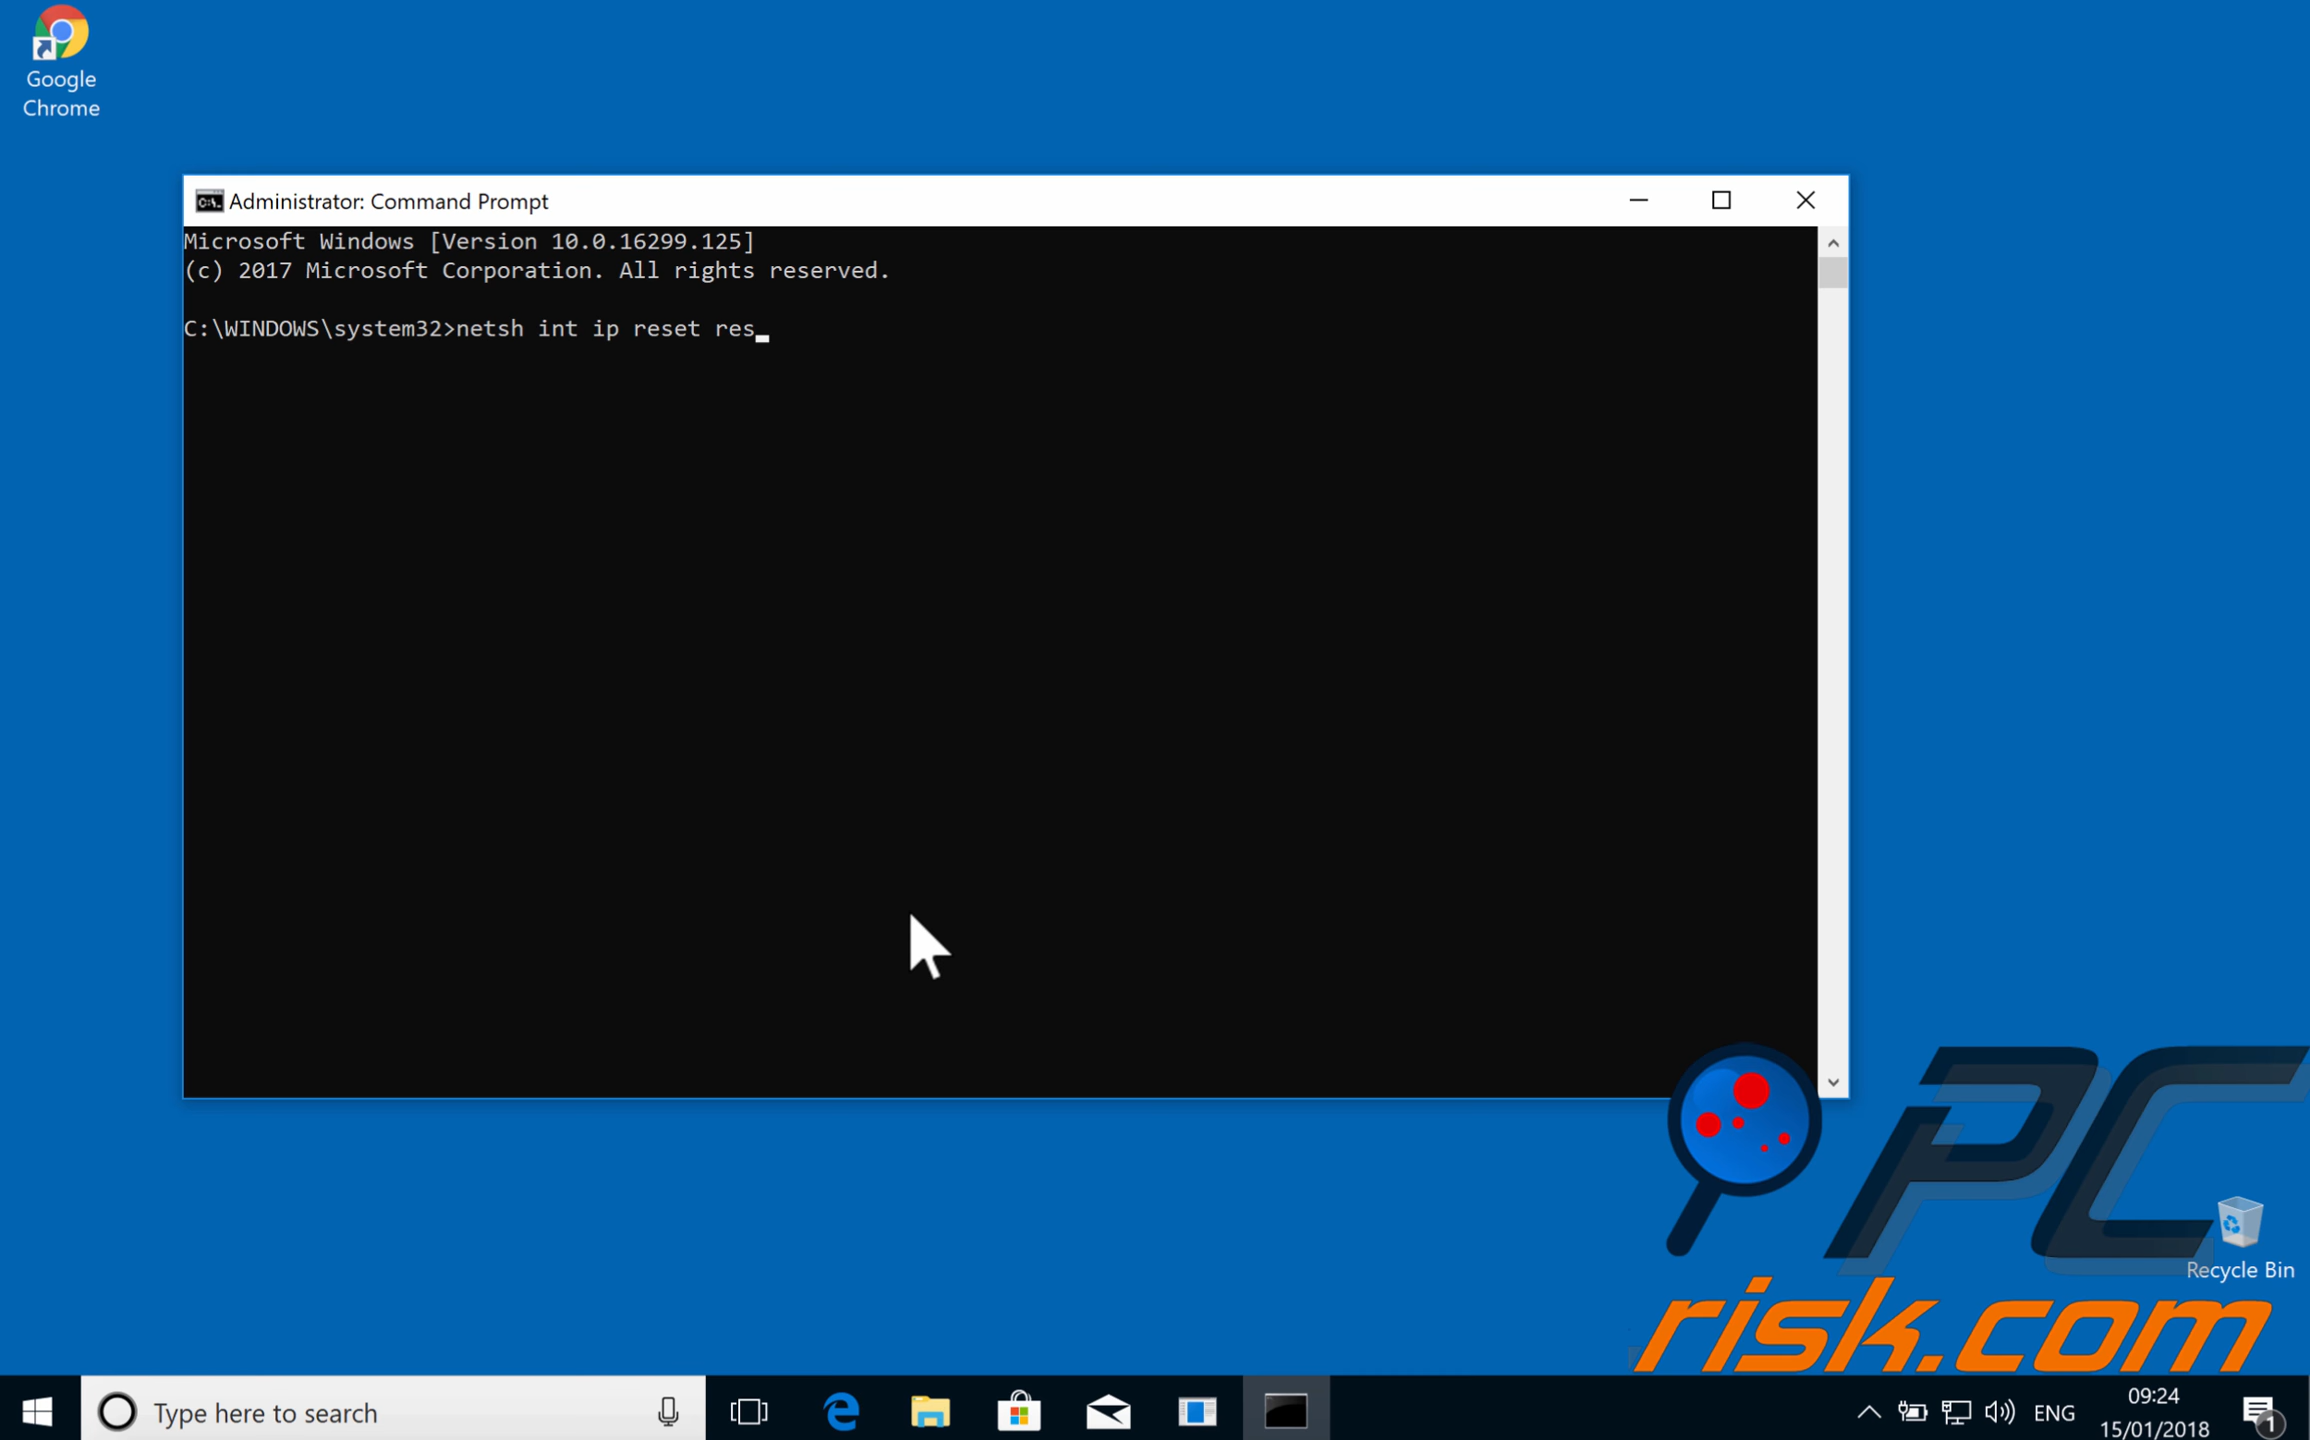 Google
Chrome
Administrator: Command Prompt
Microsoft Windows [Version 10.0.16299.125]
(c) 2017 Microsoft Corporation. All rights reserved.
C:\WINDOWS\system32>netsh int ip reset res_
PC
Recycle Bin
risk.com
Type here to search
ENG
09:24
15/01/2018
1